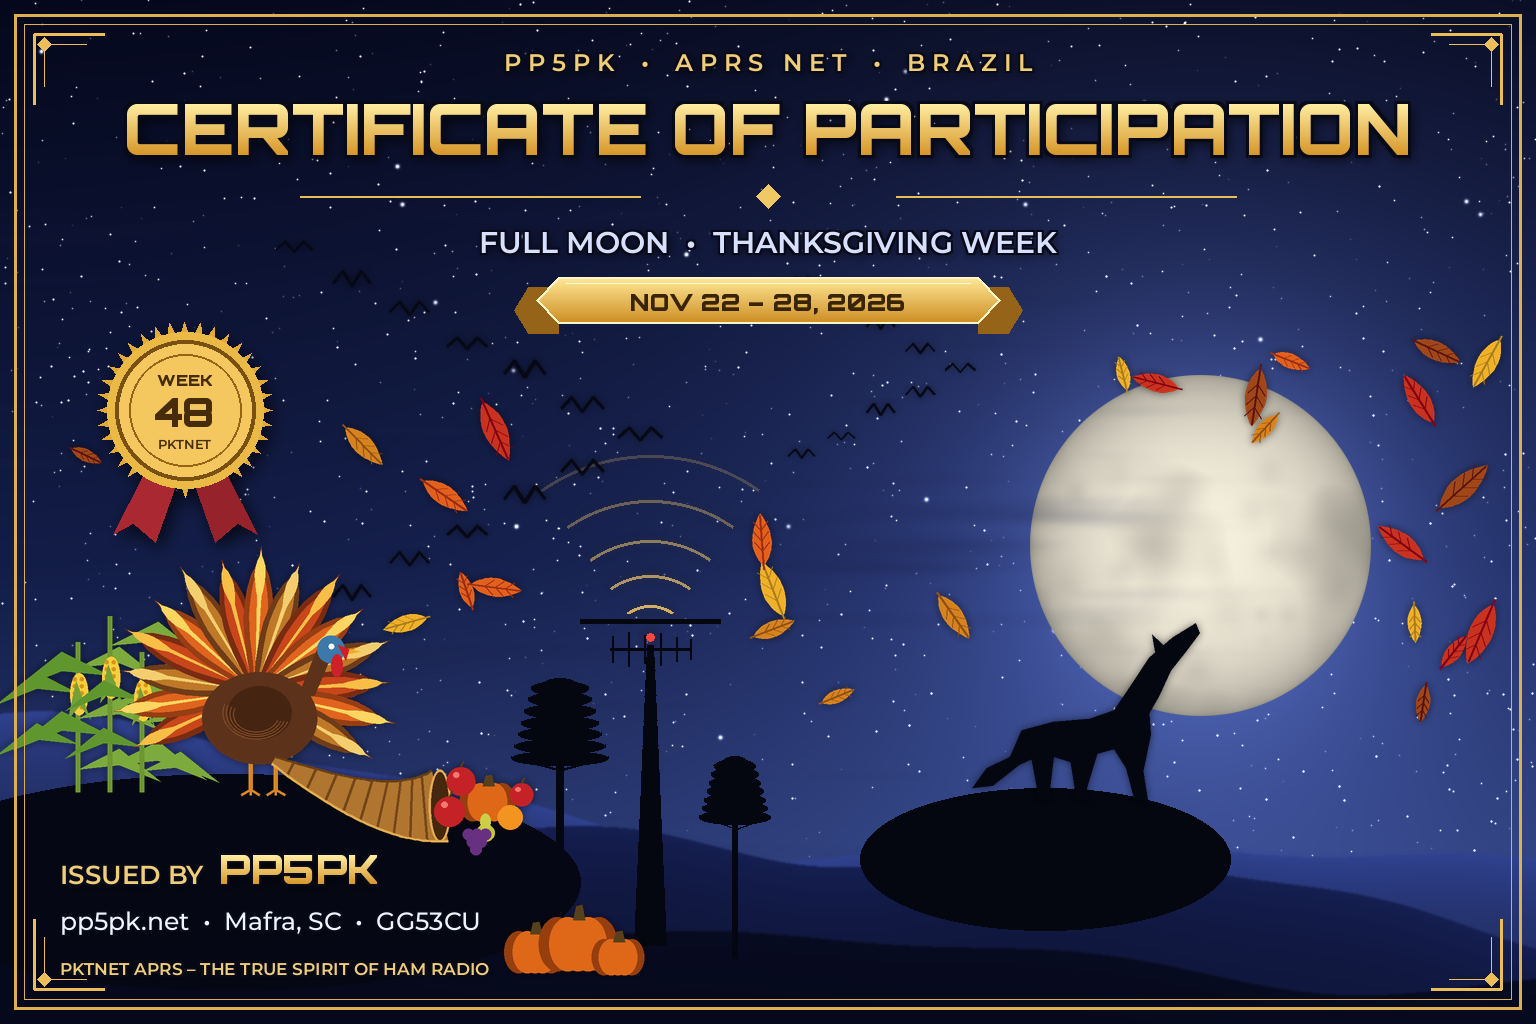 PP5PK • APRS NET • BRAZIL
CERTIFICATE OF PARTICIPATION
FULL MOON • THANKSGIVING WEEK
NOV 22 – 28, 2026
WEEK
48
PKTNET
ISSUED BY PP5PK
pp5pk.net • Mafra, SC • GG53CU
PKTNET APRS – THE TRUE SPIRIT OF HAM RADIO